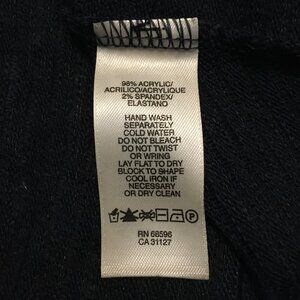 98% ACRYLIC/
ACRILICO/ACRYLIQUE
2% SPANDEX/
ELASTANO
HAND WASH
SEPARATELY
COLD WATER
DO NOT BLEACH
DO NOT TWIST
OR WRING
LAY FLAT TO DRY
BLOCK TO SHAPE
COOL IRON IF
NECESSARY
OR DRY CLEAN
RN 68596
CA 31127